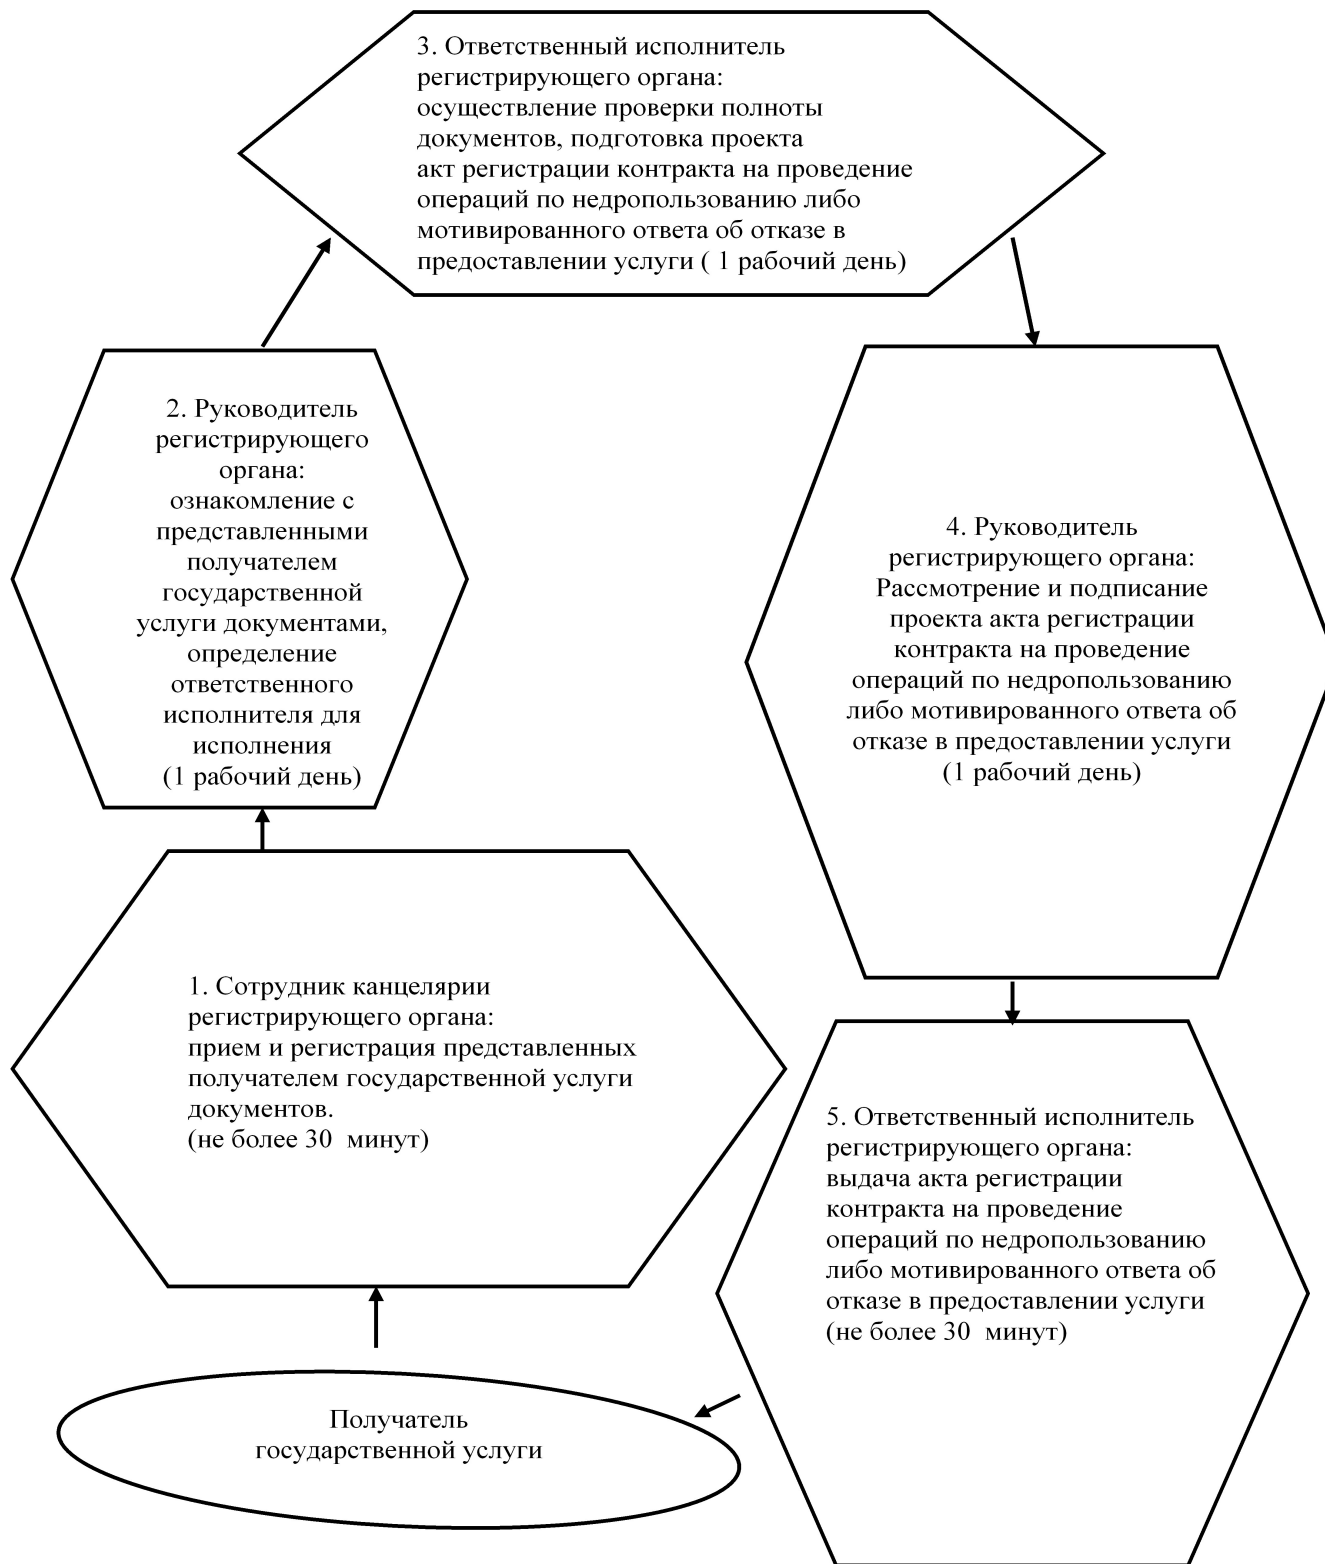 3. Ответственный исполнитель
регистрирующего органа:
осуществление проверки полноты
документов, подготовка проекта
акт регистрации контракта на проведение
операций по недропользованию либо
мотивированного ответа об отказе в
предоставлении услуги ( 1 рабочий день)
2. Руководитель
регистрирующего
органа:
ознакомление с
представленными
получателем
государственной
услуги документами,
определение
ответственного
исполнителя для
исполнения
(1 рабочий день)
4. Руководитель
регистрирующего органа:
Рассмотрение и подписание
проекта акта регистрации
контракта на проведение
операций по недропользованию
либо мотивированного ответа об
отказе в предоставлении услуги
(1 рабочий день)
1. Сотрудник канцелярии
регистрирующего органа:
прием и регистрация представленных
получателем государственной услуги
документов.
(не более 30  минут)
5. Ответственный исполнитель
регистрирующего органа:
выдача акта регистрации
контракта на проведение
операций по недропользованию
либо мотивированного ответа об
отказе в предоставлении услуги
(не более 30  минут)
Получатель
государственной услуги